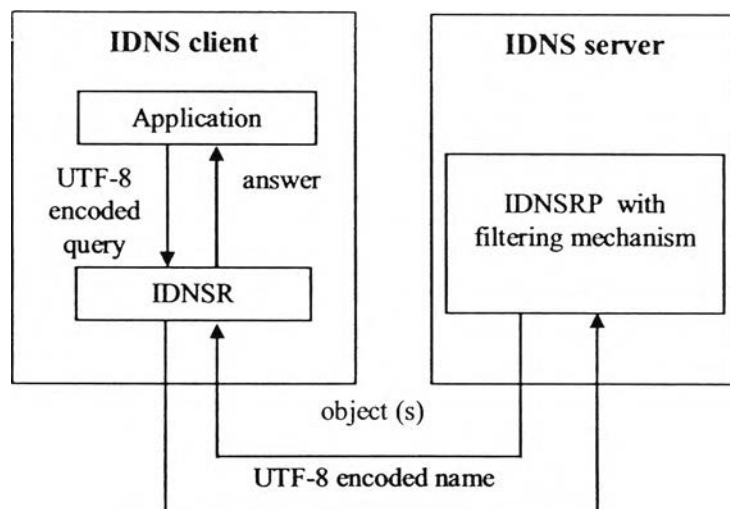 IDNS client
Application
UTF-8
encoded
query
answer
IDNSR
IDNS server
IDNSRP with
filtering mechanism
object (s)
UTF-8 encoded name